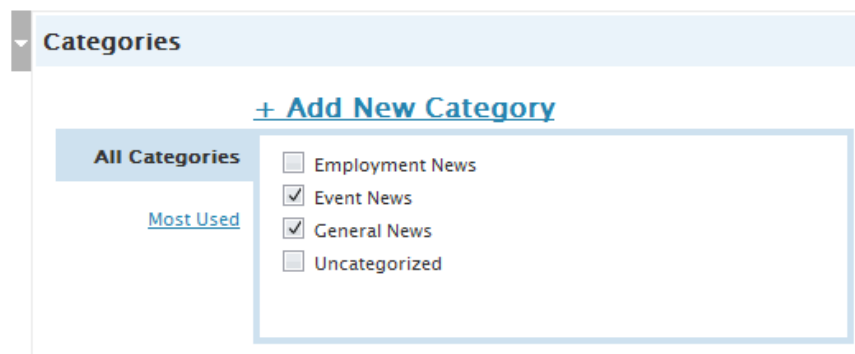 Categories
+ Add New Category
All Categories
Most Used
Employment News
Event News
General News
Uncategorized